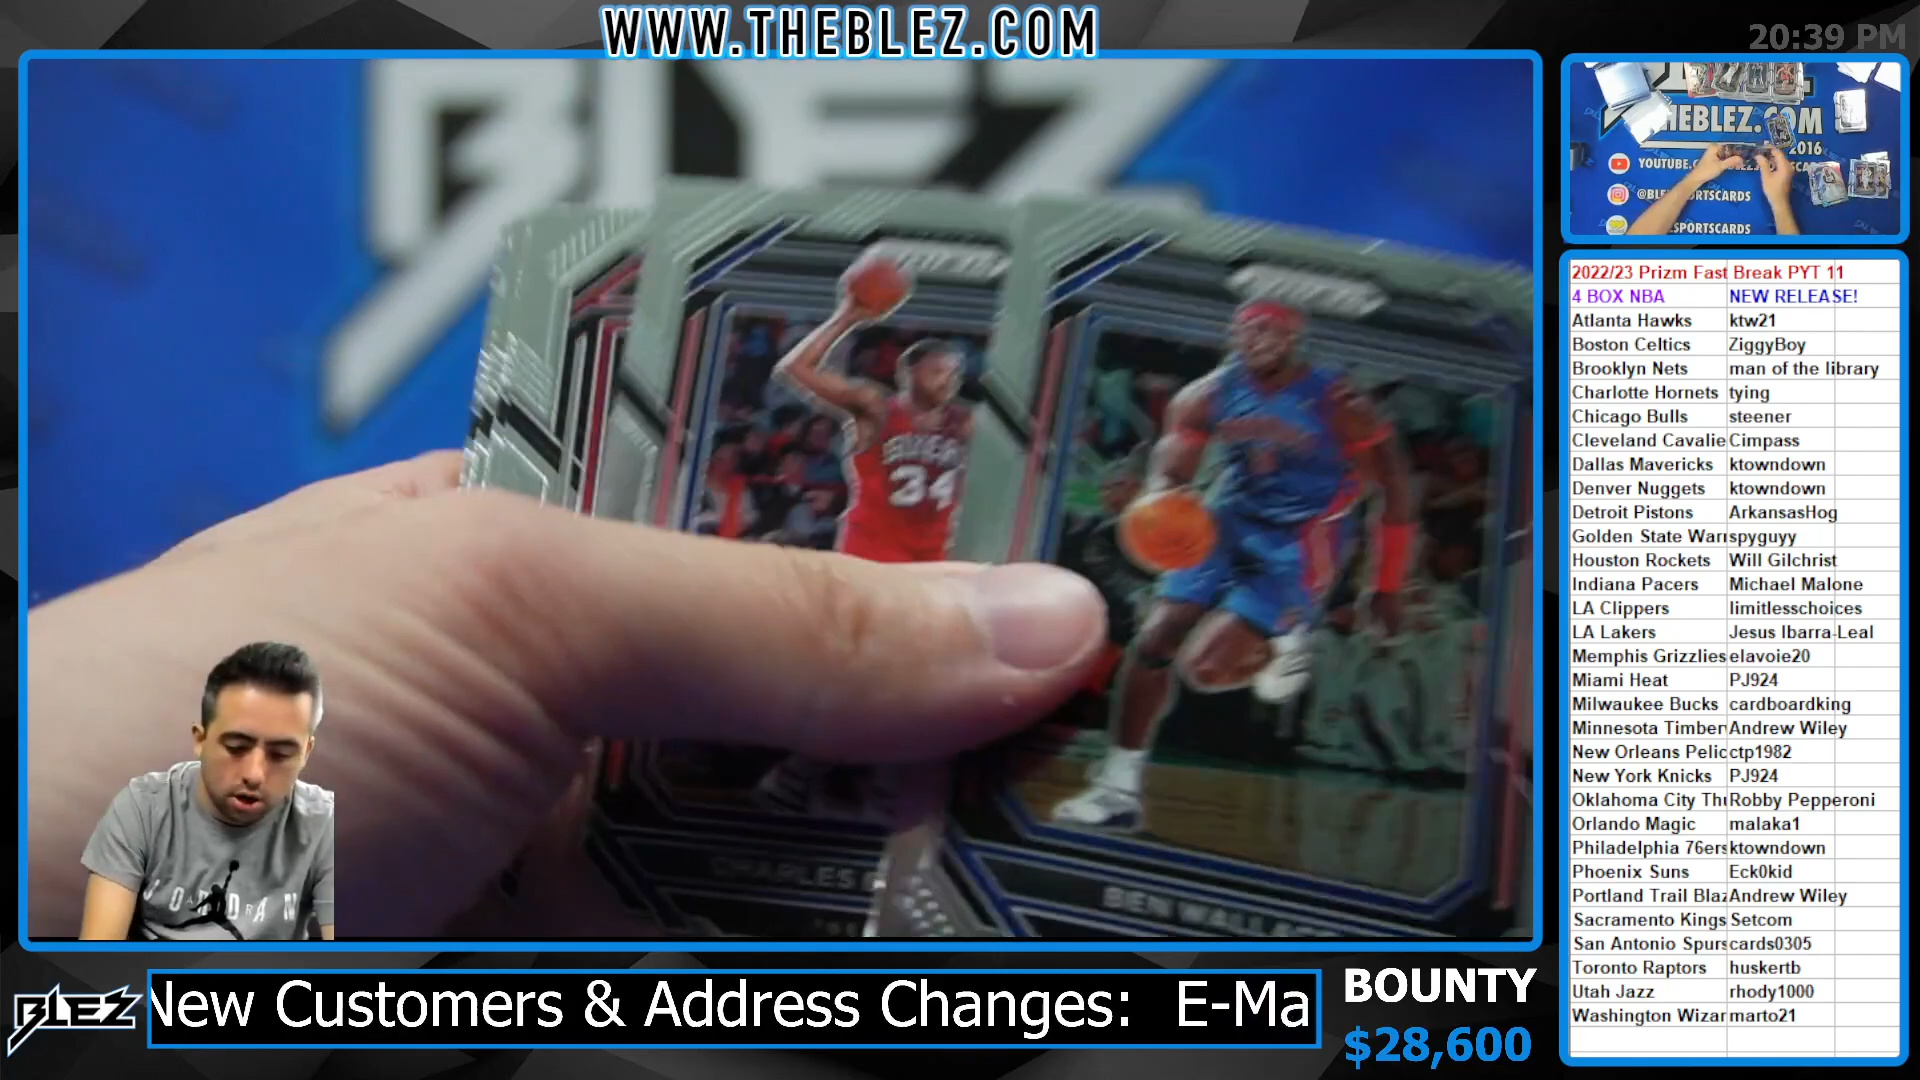 WWW.THEBLEZ.COM
20:39 PM
BLEZ
34
CHARLES
BEN WALLACE
JORDAN
THEBLEZ.COM
2016
YOUTUBE.
SPORTSCARDS
2022/23 Prizm Fast Break PYT 11
4 BOX NBA NEW RELEASE!
Atlanta Hawks ktw21
Boston Celtics ZiggyBoy
Brooklyn Nets man of the library
Charlotte Hornets tying
Chicago Bulls steener
Cleveland Cavalie Cimpass
Dallas Mavericks ktowndown
Denver Nuggets ktowndown
Detroit Pistons ArkansasHog
Golden State Warr spyguyy
Houston Rockets Will Gilchrist
Indiana Pacers Michael Malone
LA Clippers limitlesschoices
LA Lakers Jesus Ibarra-Leal
Memphis Grizzlies elavoie20
Miami Heat PJ924
Milwaukee Bucks cardboardking
Minnesota Timber Andrew Wiley
New Orleans Pelic ctp1982
New York Knicks PJ924
Oklahoma City Thu Robby Pepperoni
Orlando Magic malaka1
Philadelphia 76ers ktowndown
Phoenix Suns Eck0kid
Portland Trail Blaz Andrew Wiley
Sacramento Kings Setcom
San Antonio Spurs cards0305
Toronto Raptors huskertb
Utah Jazz rhody1000
Washington Wizar marto21
BLEZ
New Customers & Address Changes: E-Ma
BOUNTY
$28,600